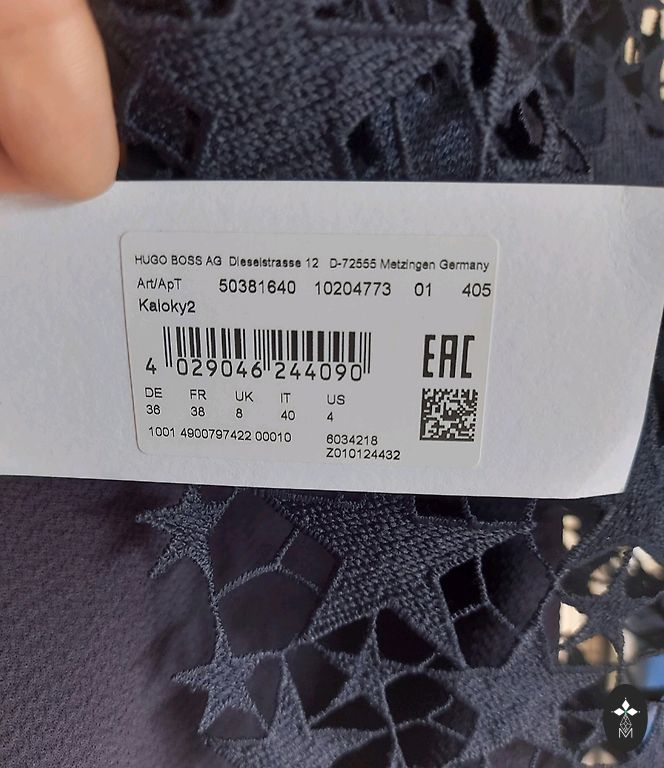 HUGO BOSS AG Dieselstrasse 12 D-72555 Metzingen Germany
Art/ApT 50381640 10204773 01 405
Kaloky2
4 029046 244090
EAC
DE FR UK IT US
36 38 8 40 4
1001 4900797422 00010 6034218
Z010124432
M